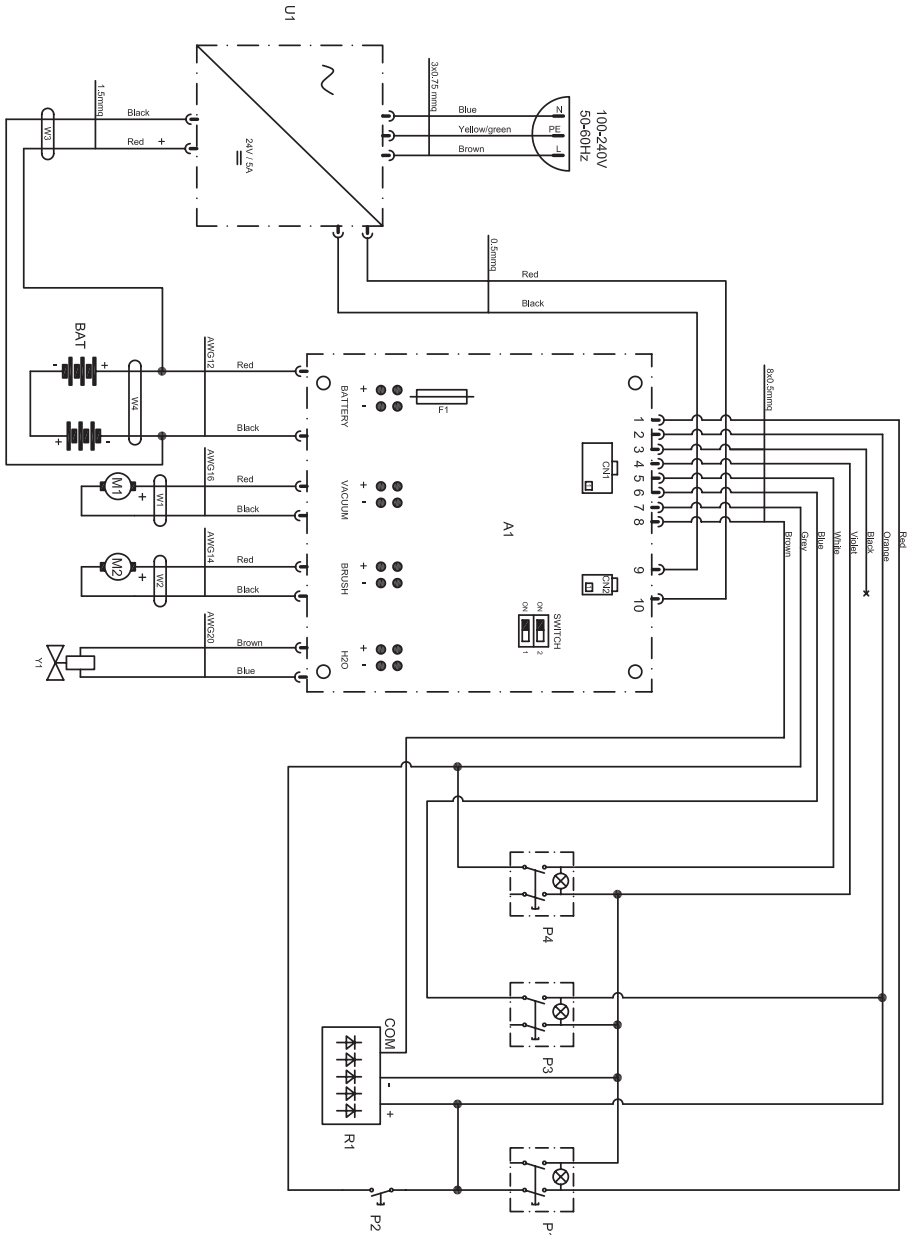 U1
24V / 5A
1.5mmq
W3
Black
Red +
3x0.75 mmq
Blue
Yellow/green
Brown
N
PE
L
100-240V
50-60Hz
0.5mmq
Red
Black
BAT
- +
+ -
W4
AWG12
Red
Black
M1
+
W1
AWG16
Red
Black
M2
+
W2
AWG14
Red
Black
Y1
AWG20
Brown
Blue
BATTERY
+
-
F1
VACUUM
+
-
BRUSH
+
-
H2O
+
-
A1
CN1
CN2
SWITCH
ON
ON
1
2
1
2
3
4
5
6
7
8
9
10
8x0.5mmq
Brown
Grey
Blue
White
Violet
Black
Orange
Red
P4
P3
COM
-
+
R1
P2